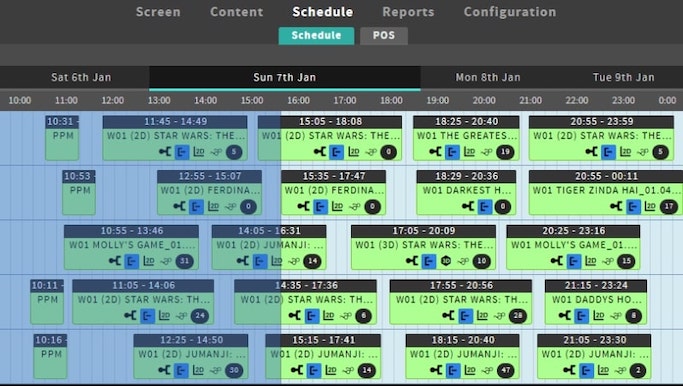 Screen Content Schedule Reports Configuration
Schedule POS
Sat 6th Jan Sun 7th Jan Mon 8th Jan Tue 9th Jan
10:00 11:00 12:00 13:00 14:00 15:00 16:00 17:00 18:00 19:00 20:00 21:00 22:00 23:00 0:00
10:31 - 11:45 - 14:49 15:05 - 18:08 18:25 - 20:40 20:55 - 23:59
PPM W01 (2D) STAR WARS: THE... W01 (2D) STAR WARS: THE... W01 THE GREATES... W01 (2D) STAR WARS: THE...
2D 5 2D 0 2D 19 2D 5
10:53 - 12:55 - 15:07 15:35 - 17:47 18:29 - 20:36 20:55 - 00:11
PPM W01 (2D) FERDINA... W01 (2D) FERDINA... W01 DARKEST H... W01 TIGER ZINDA HAI_01.04...
2D 0 2D 0 2D 0 2D 17
10:55 - 13:46 14:05 - 16:31 17:05 - 20:09 20:25 - 23:16
W01 MOLLY'S GAME_01.... W01 (2D) JUMANJI: ... W01 (3D) STAR WARS: THE... W01 MOLLY'S GAME_01....
2D 31 2D 14 3D 10 2D 15
10:11 - 11:05 - 14:06 14:35 - 17:36 17:55 - 20:56 21:15 - 23:24
PPM W01 (2D) STAR WARS: TH... W01 (2D) STAR WARS: TH... W01 (2D) STAR WARS: TH... W01 DADDYS HO...
2D 24 2D 6 2D 28 2D 8
10:16 - 12:25 - 14:50 15:15 - 17:41 18:15 - 20:40 21:05 - 23:30
PPM W01 (2D) JUMANJI: ... W01 (2D) JUMANJI: ... W01 (2D) JUMANJI: ... W01 (2D) JUMANJI: ...
2D 30 2D 14 2D 47 2D 2